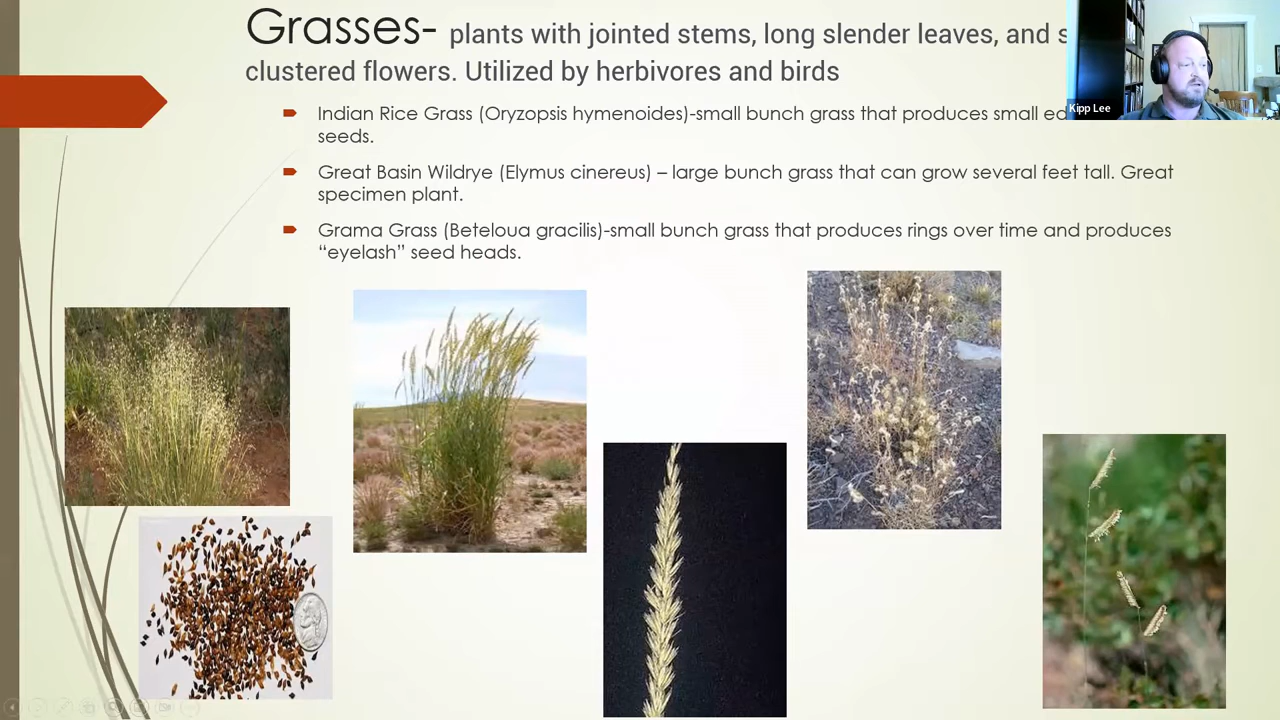 Grasses- plants with jointed stems, long slender leaves, and
clustered flowers. Utilized by herbivores and birds
Kipp Lee
Indian Rice Grass (Oryzopsis hymenoides)-small bunch grass that produces small
seeds.
Great Basin Wildrye (Elymus cinereus) – large bunch grass that can grow several feet tall. Great
specimen plant.
Grama Grass (Beteloua gracilis)-small bunch grass that produces rings over time and produces
“eyelash” seed heads.